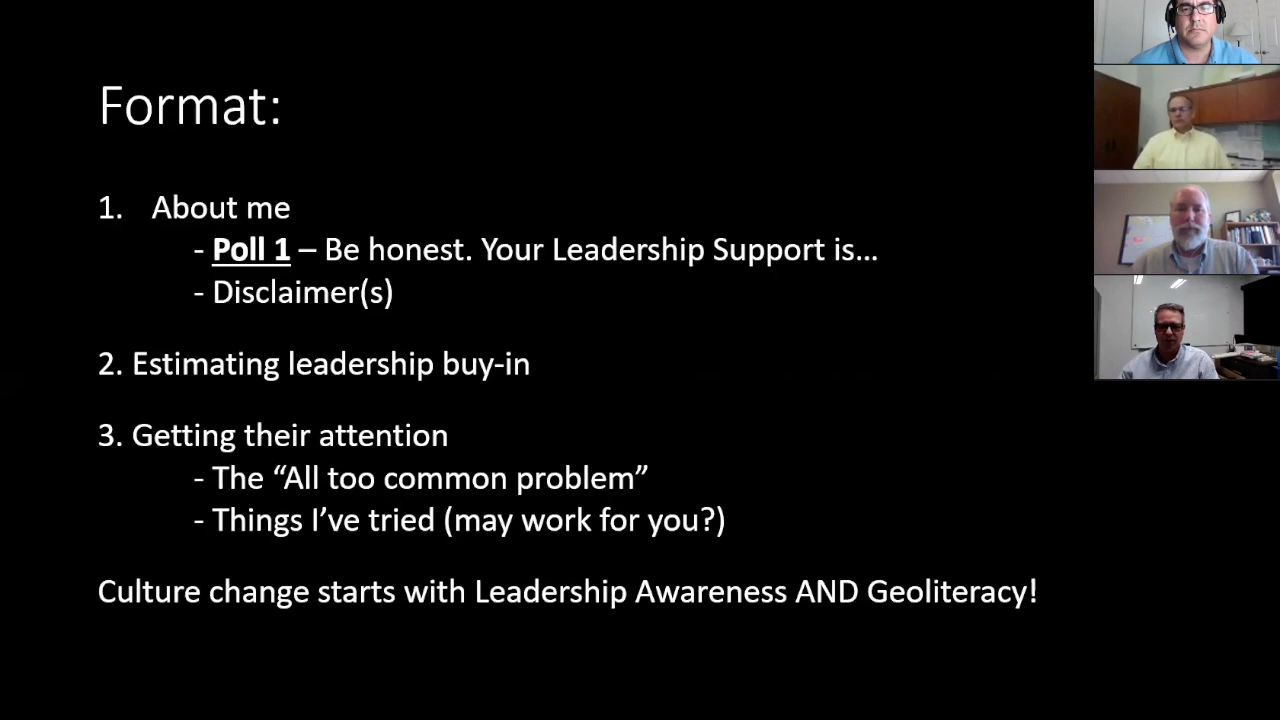 Format:
1. About me
- Poll 1 – Be honest. Your Leadership Support is…
- Disclaimer(s)
2. Estimating leadership buy-in
3. Getting their attention
- The “All too common problem”
- Things I’ve tried (may work for you?)
Culture change starts with Leadership Awareness AND Geoliteracy!